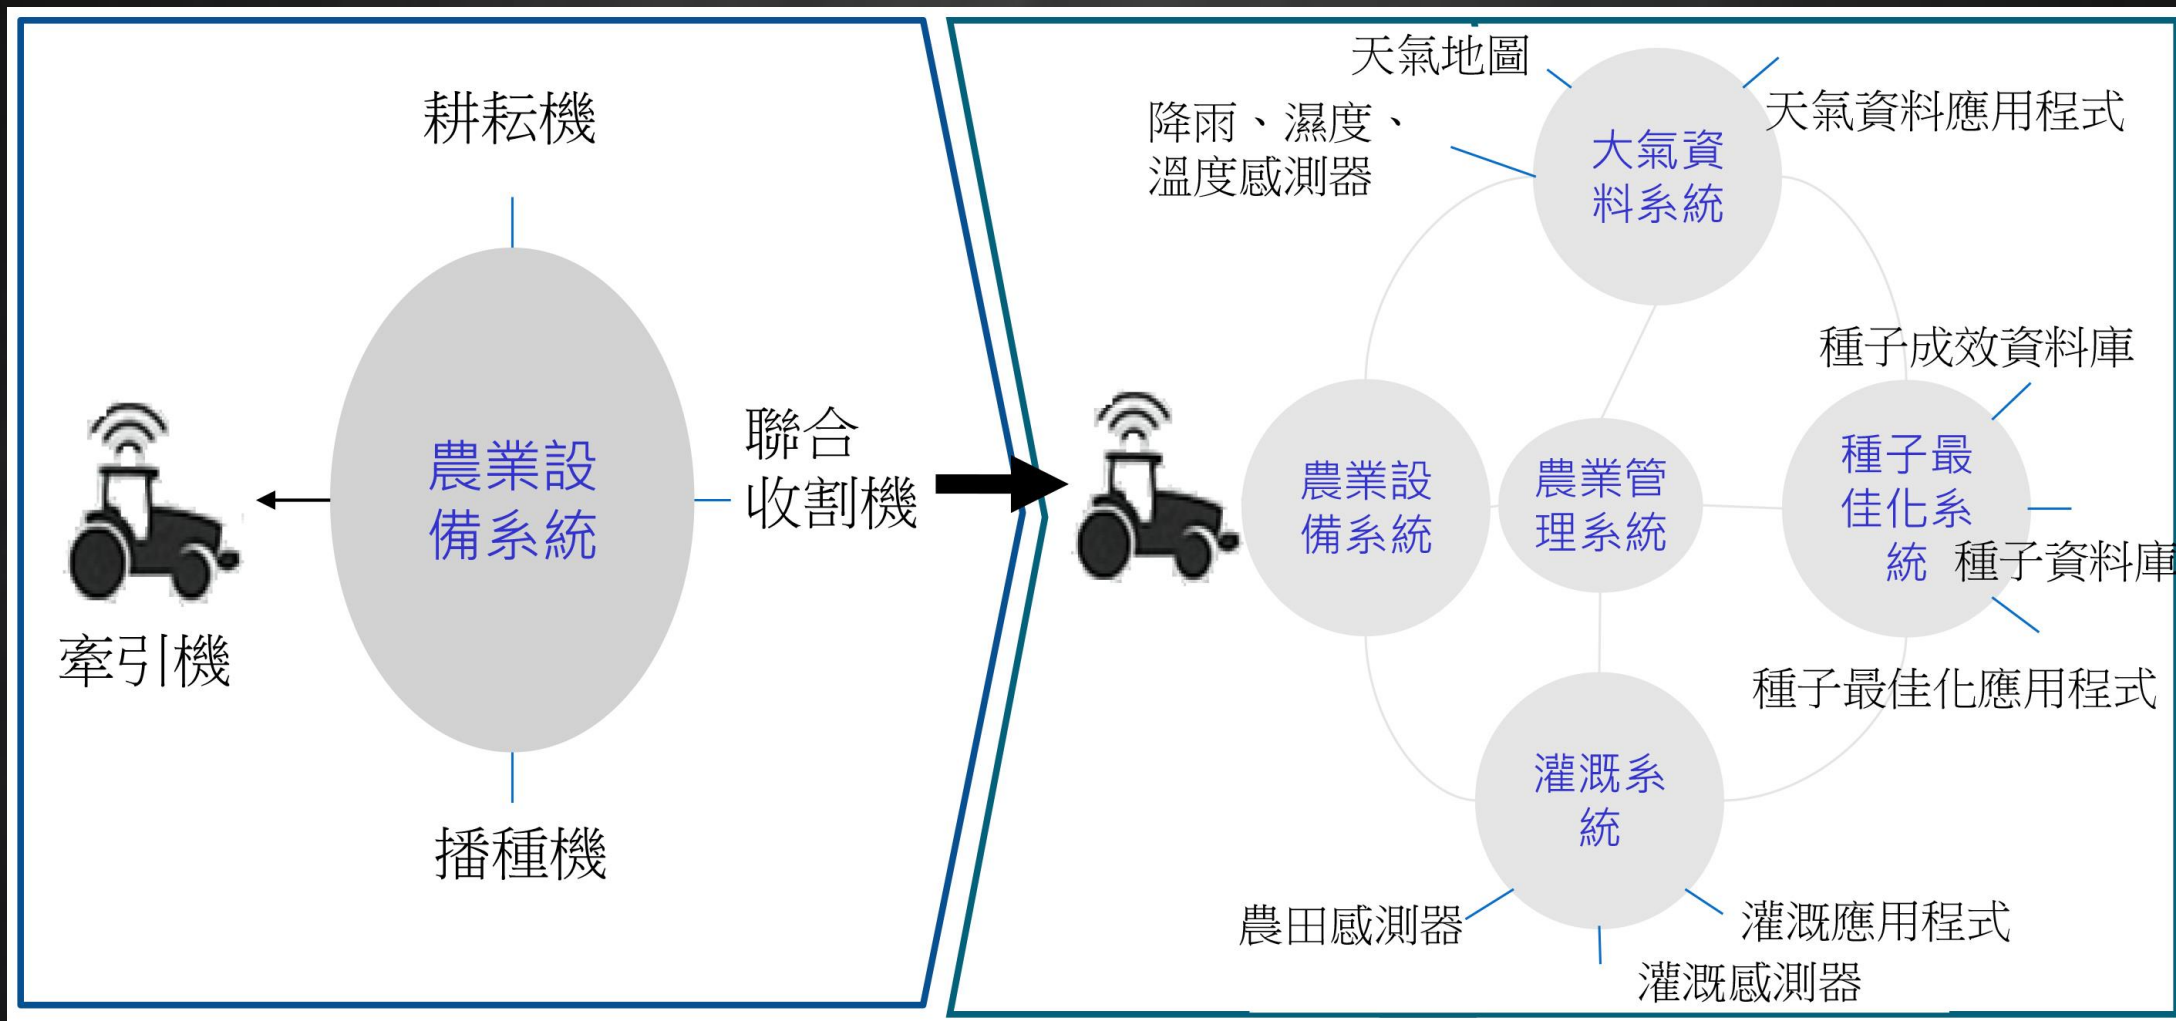 耕耘機
農業設
備系統
聯合
收割機
牽引機
播種機
天氣地圖
降雨、濕度、
溫度感測器
天氣資料應用程式
大氣資
料系統
種子成效資料庫
農業設
備系統
農業管
理系統
種子最
佳化系
統
種子資料庫
種子最佳化應用程式
灌溉系
統
農田感測器
灌溉應用程式
灌溉感測器